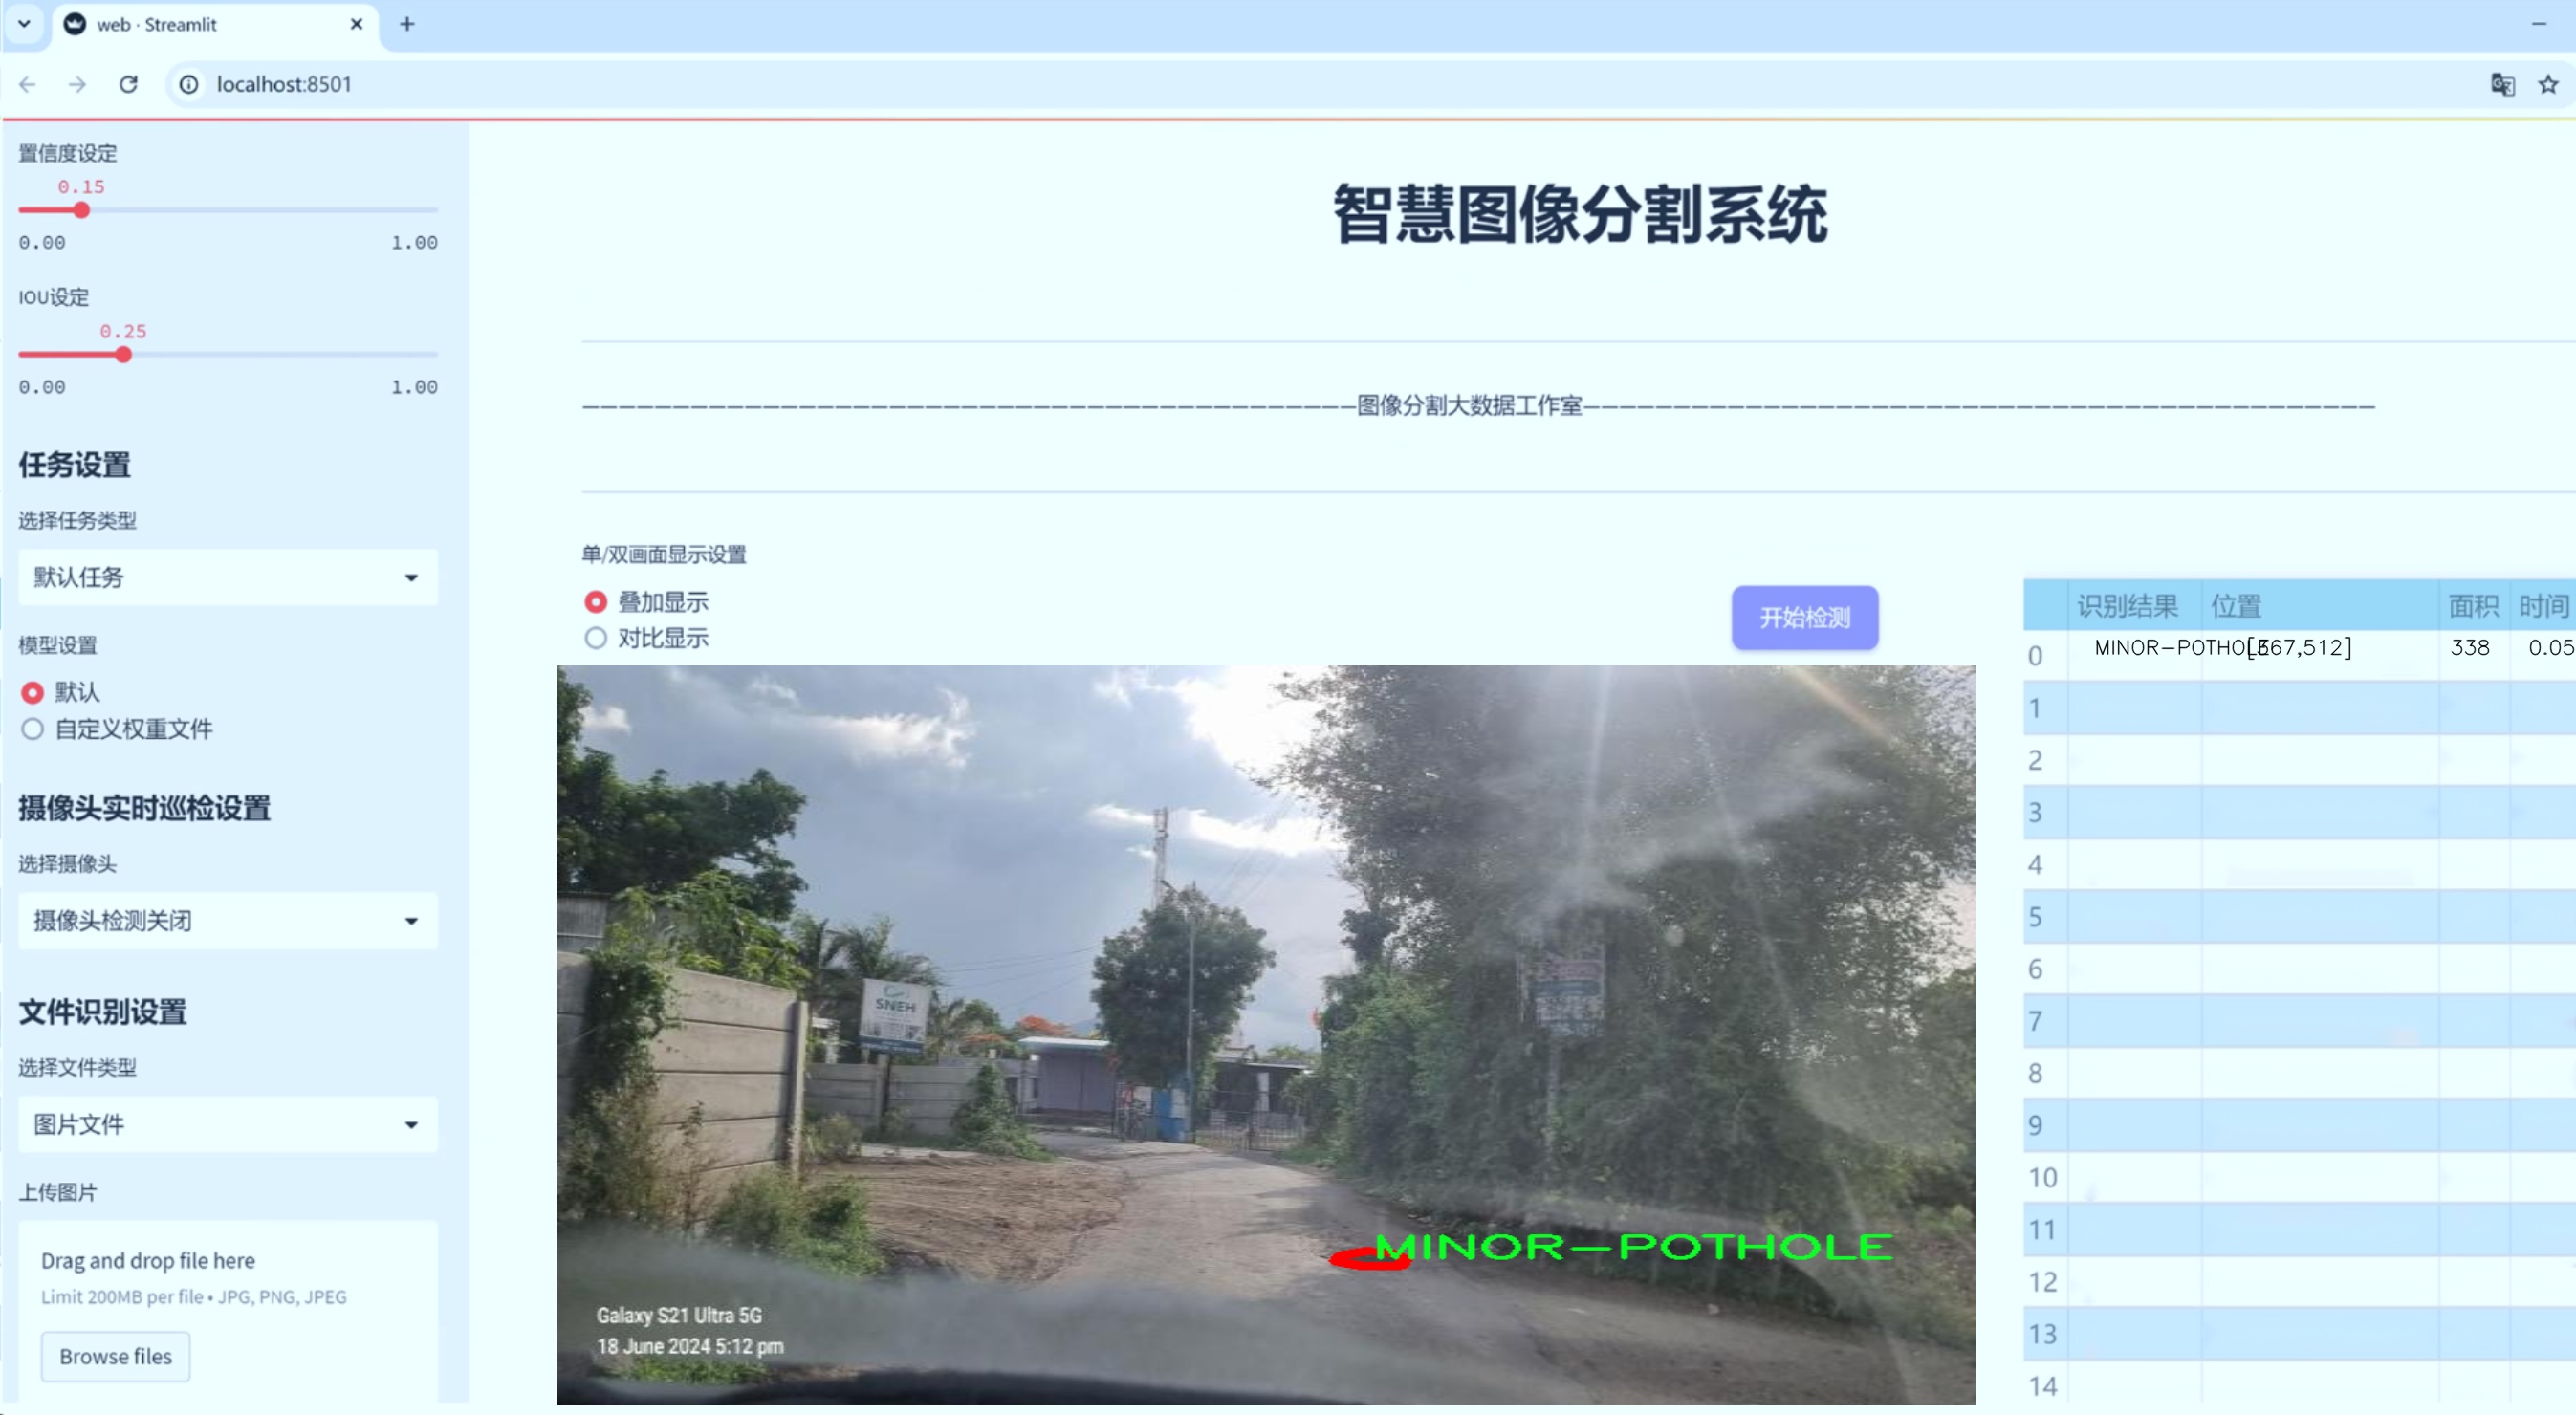 web · Streamlit
localhost:8501
置信度设定
0.15
0.00 1.00
IOU设定
0.25
0.00 1.00
任务设置
选择任务类型
默认任务
模型设置
默认
自定义权重文件
摄像头实时巡检设置
选择摄像头
摄像头检测关闭
文件识别设置
选择文件类型
图片文件
上传图片
Drag and drop file here
Limit 200MB per file • JPG, PNG, JPEG
Browse files
智慧图像分割系统
———————————————————————————————————————————图像分割大数据工作室————————————————————————————————————————————
单/双画面显示设置
叠加显示
对比显示
开始检测
SNEH
MINOR-POTHOLE
Galaxy S21 Ultra 5G
18 June 2024 5:12 pm
识别结果 位置 面积 时间
0 MINOR-POTHOLE [567,512] 338 0.05
1
2
3
4
5
6
7
8
9
10
11
12
13
14